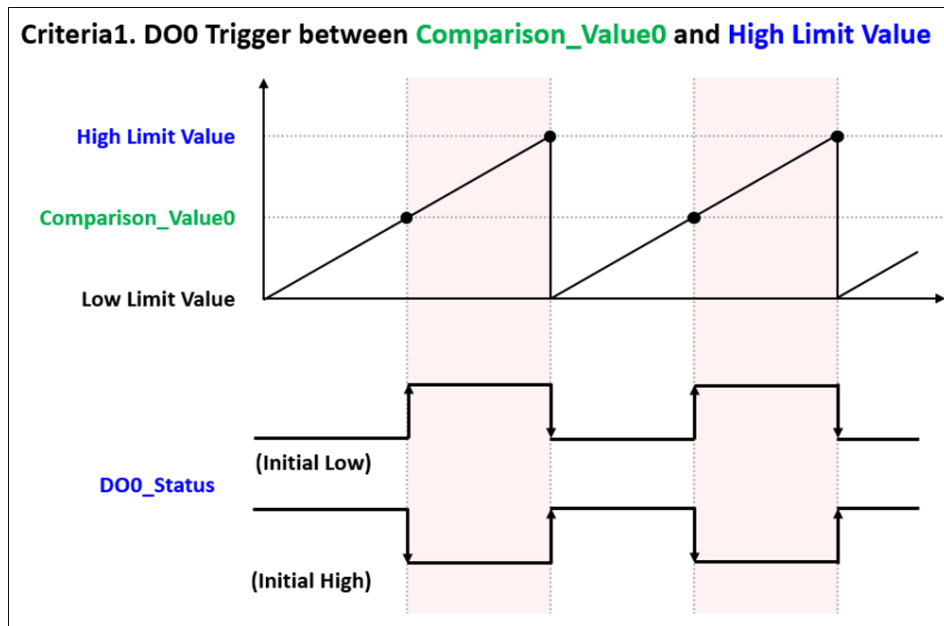 Criteria1. DO0 Trigger between Comparison_Value0 and High Limit Value
High Limit Value
Comparison_Value0
Low Limit Value
(Initial Low)
DO0_Status
(Initial High)